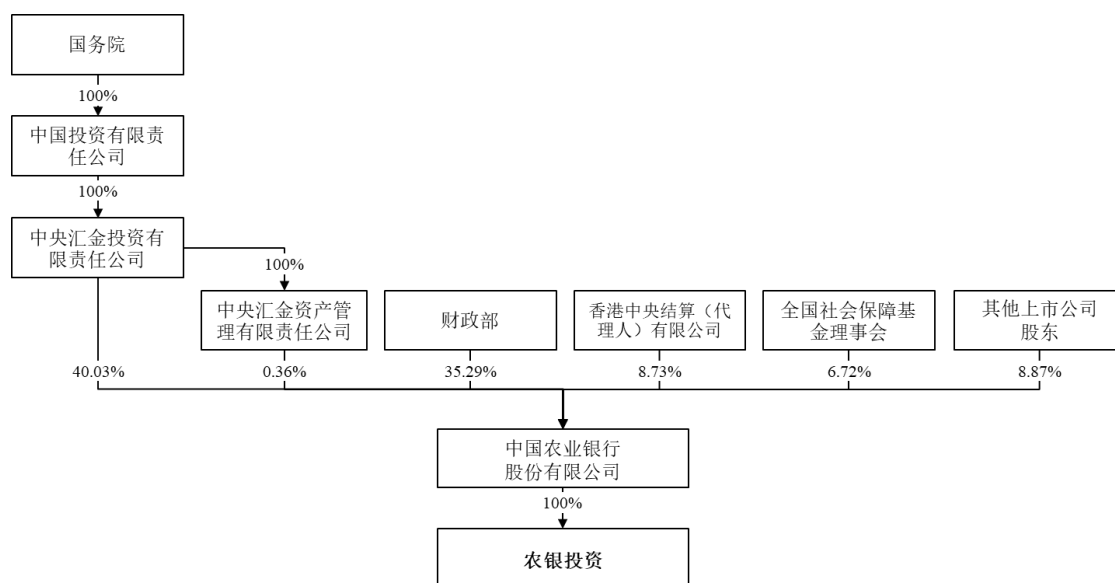 国务院
100%
中国投资有限责
任公司
100%
中央汇金投资有
限责任公司
100%
中央汇金资产管
理有限责任公司
财政部
香港中央结算（代
理人）有限公司
全国社会保障基
金理事会
其他上市公司
股东
40.03%
0.36%
35.29%
8.73%
6.72%
8.87%
中国农业银行
股份有限公司
100%
农银投资